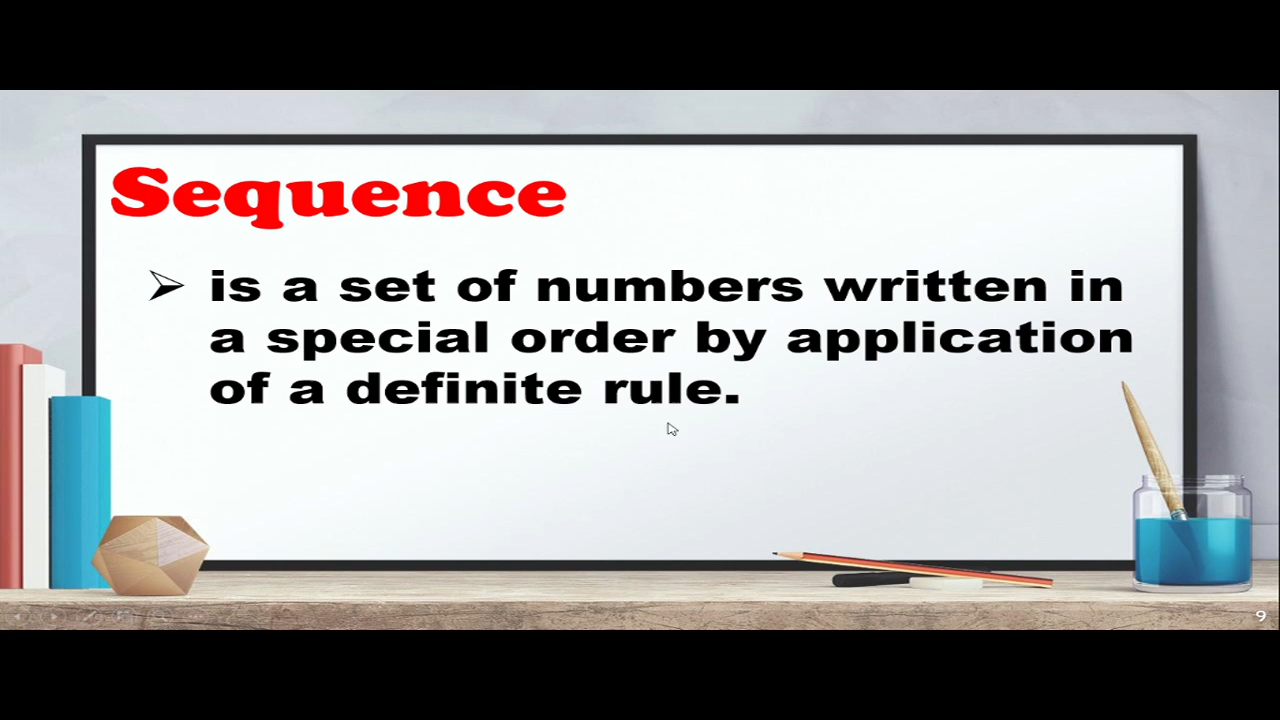 Sequence
is a set of numbers written in
a special order by application
of a definite rule.
9